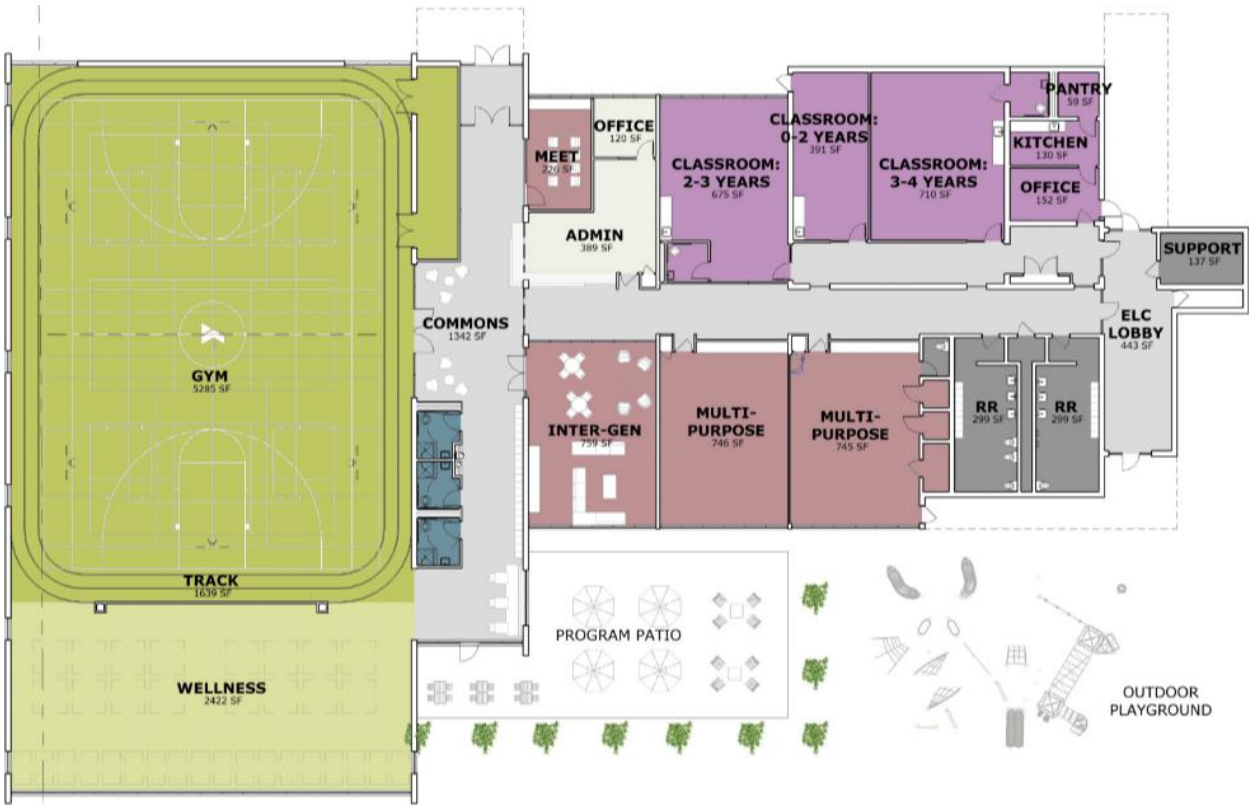 PANTRY
59 SF
OFFICE
120 SF
CLASSROOM:
0-2 YEARS
391 SF
KITCHEN
130 SF
MEET
226 SF
CLASSROOM:
2-3 YEARS
675 SF
CLASSROOM:
3-4 YEARS
710 SF
OFFICE
152 SF
ADMIN
389 SF
SUPPORT
137 SF
COMMONS
1342 SF
ELC
LOBBY
443 SF
GYM
5285 SF
INTER-GEN
759 SF
MULTI-
PURPOSE
746 SF
MULTI-
PURPOSE
745 SF
RR
299 SF
RR
299 SF
TRACK
1639 SF
PROGRAM PATIO
WELLNESS
2422 SF
OUTDOOR
PLAYGROUND